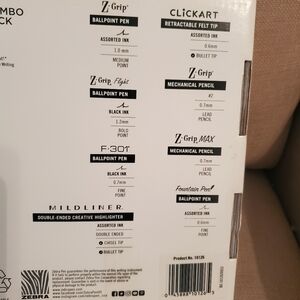 MBO
CK
Writing
Z-Grip®
BALLPOINT PEN
ASSORTED INK
1.0 mm
MEDIUM
POINT
Z-Grip Flight
BALLPOINT PEN
BLACK INK
1.2mm
BOLD
POINT
F-301®
BALLPOINT PEN
BLACK INK
0.7mm
FINE
POINT
MILDLINER
DOUBLE-ENDED CREATIVE HIGHLIGHTER
ASSORTED INK
DOUBLE ENDED
CHISEL TIP
BULLET TIP
CLICKART
RETRACTABLE FELT TIP
ASSORTED INK
0.6mm
BULLET TIP
Z-Grip®
MECHANICAL PENCIL
#2
0.7mm
LEAD
PENCIL
Z-Grip MAX
MECHANICAL PENCIL
0.7mm
LEAD
PENCIL
Fountain Pen
BALLPOINT PEN
ASSORTED INK
0.6mm
FINE
POINT
ZEBRA
Product No. 10126
45888 10126